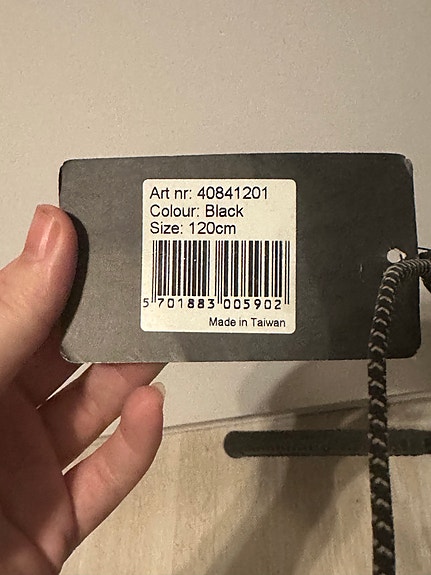 Art nr: 40841201
Colour: Black
Size: 120cm
5 701883 005902
Made in Taiwan